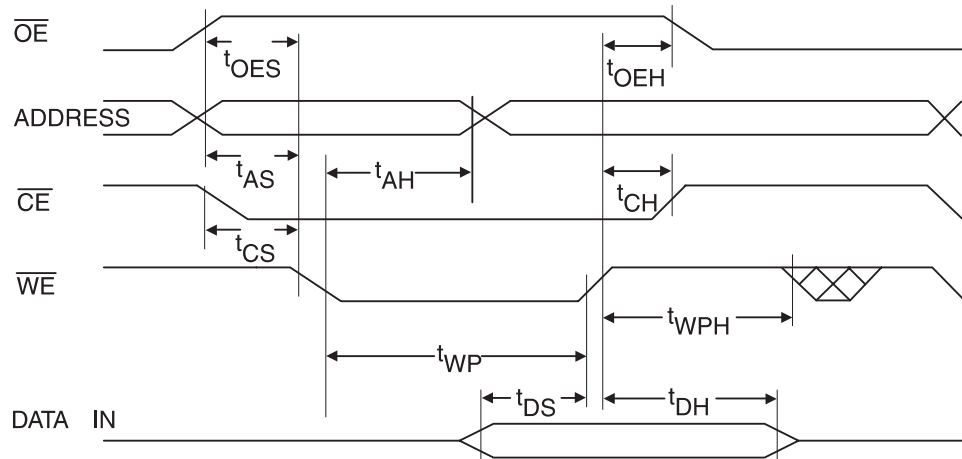 OE
tOES
tOEH
ADDRESS
tAS
tAH
tCH
CE
tCS
WE
tWPH
tWP
tDS
tDH
DATA IN